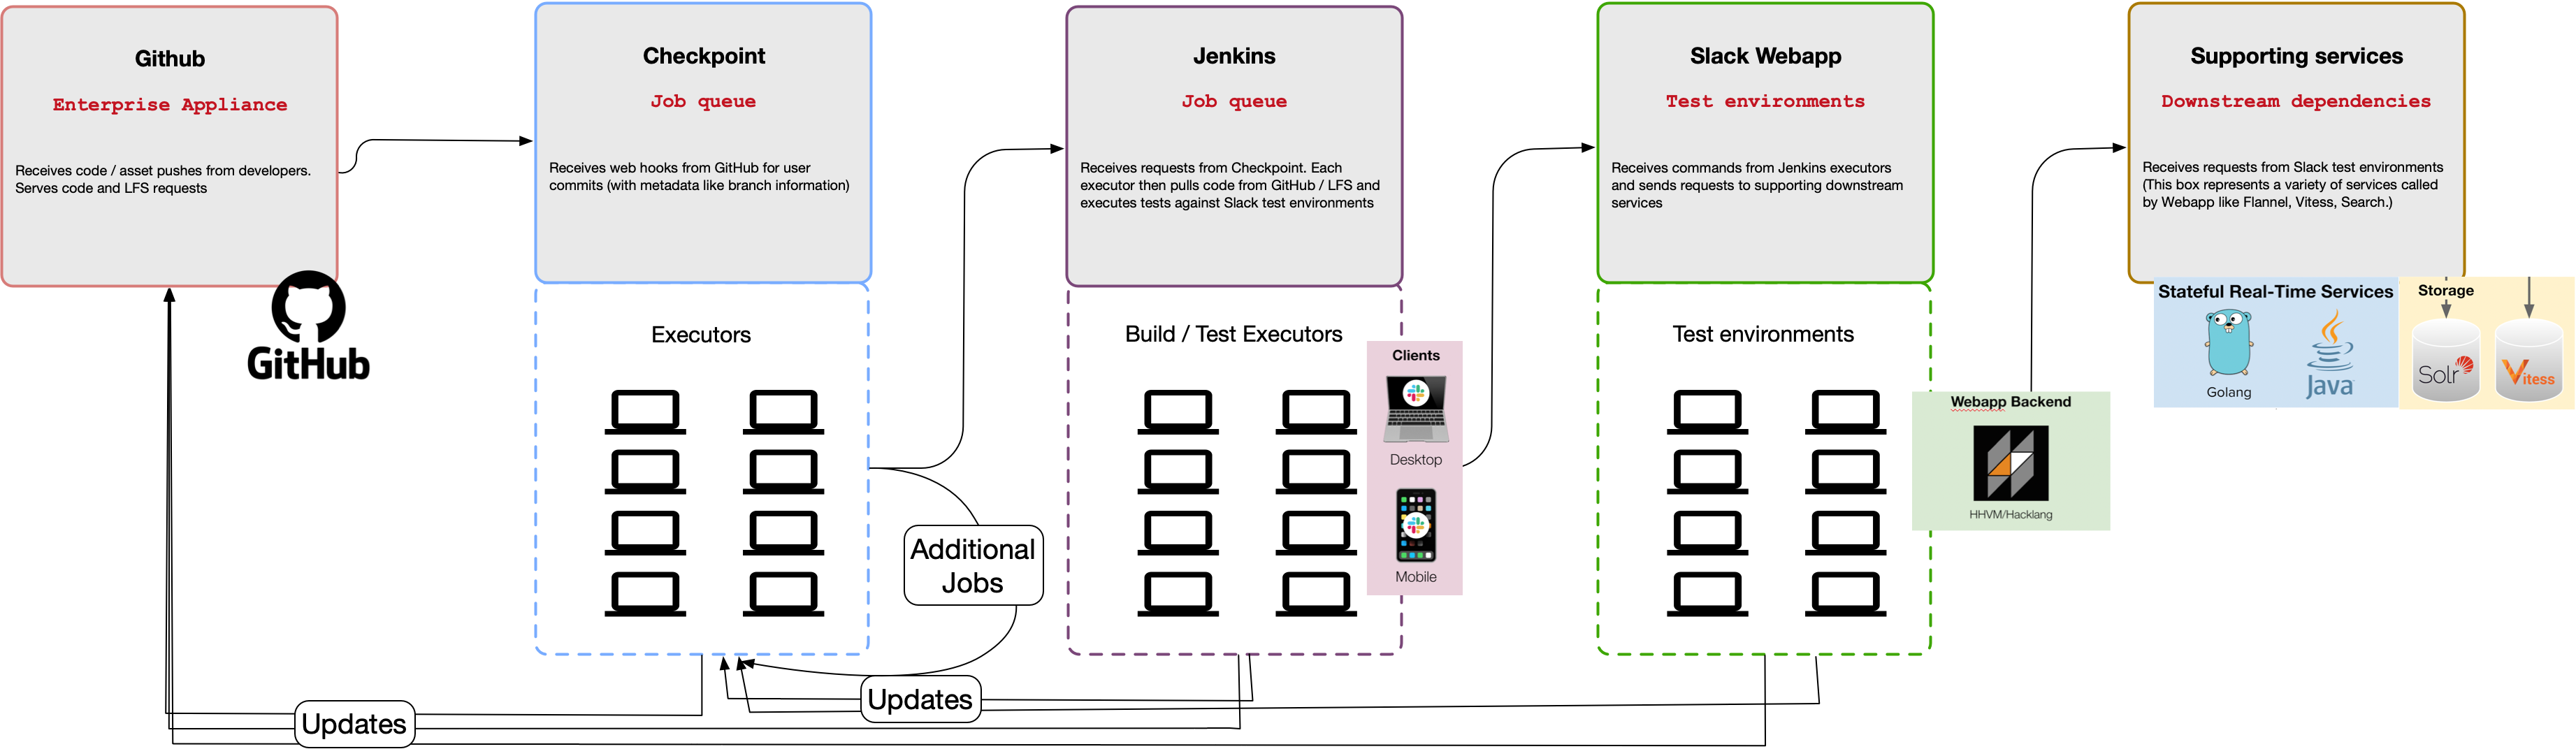 Github
Enterprise Appliance
Receives code / asset pushes from developers.
Serves code and LFS requests
GitHub
Checkpoint
Job queue
Receives web hooks from GitHub for user
commits (with metadata like branch information)
Executors
Additional
Jobs
Updates
Updates
Jenkins
Job queue
Receives requests from Checkpoint. Each
executor then pulls code from GitHub / LFS and
executes tests against Slack test environments
Build / Test Executors
Clients
Desktop
Mobile
Slack Webapp
Test environments
Receives commands from Jenkins executors
and sends requests to supporting downstream
services
Test environments
Webapp Backend
HHVM/Hacklang
Supporting services
Downstream dependencies
Receives requests from Slack test environments
(This box represents a variety of services called
by Webapp like Flannel, Vitess, Search.)
Stateful Real-Time Services
Golang
Java
Storage
Solr
Vitess